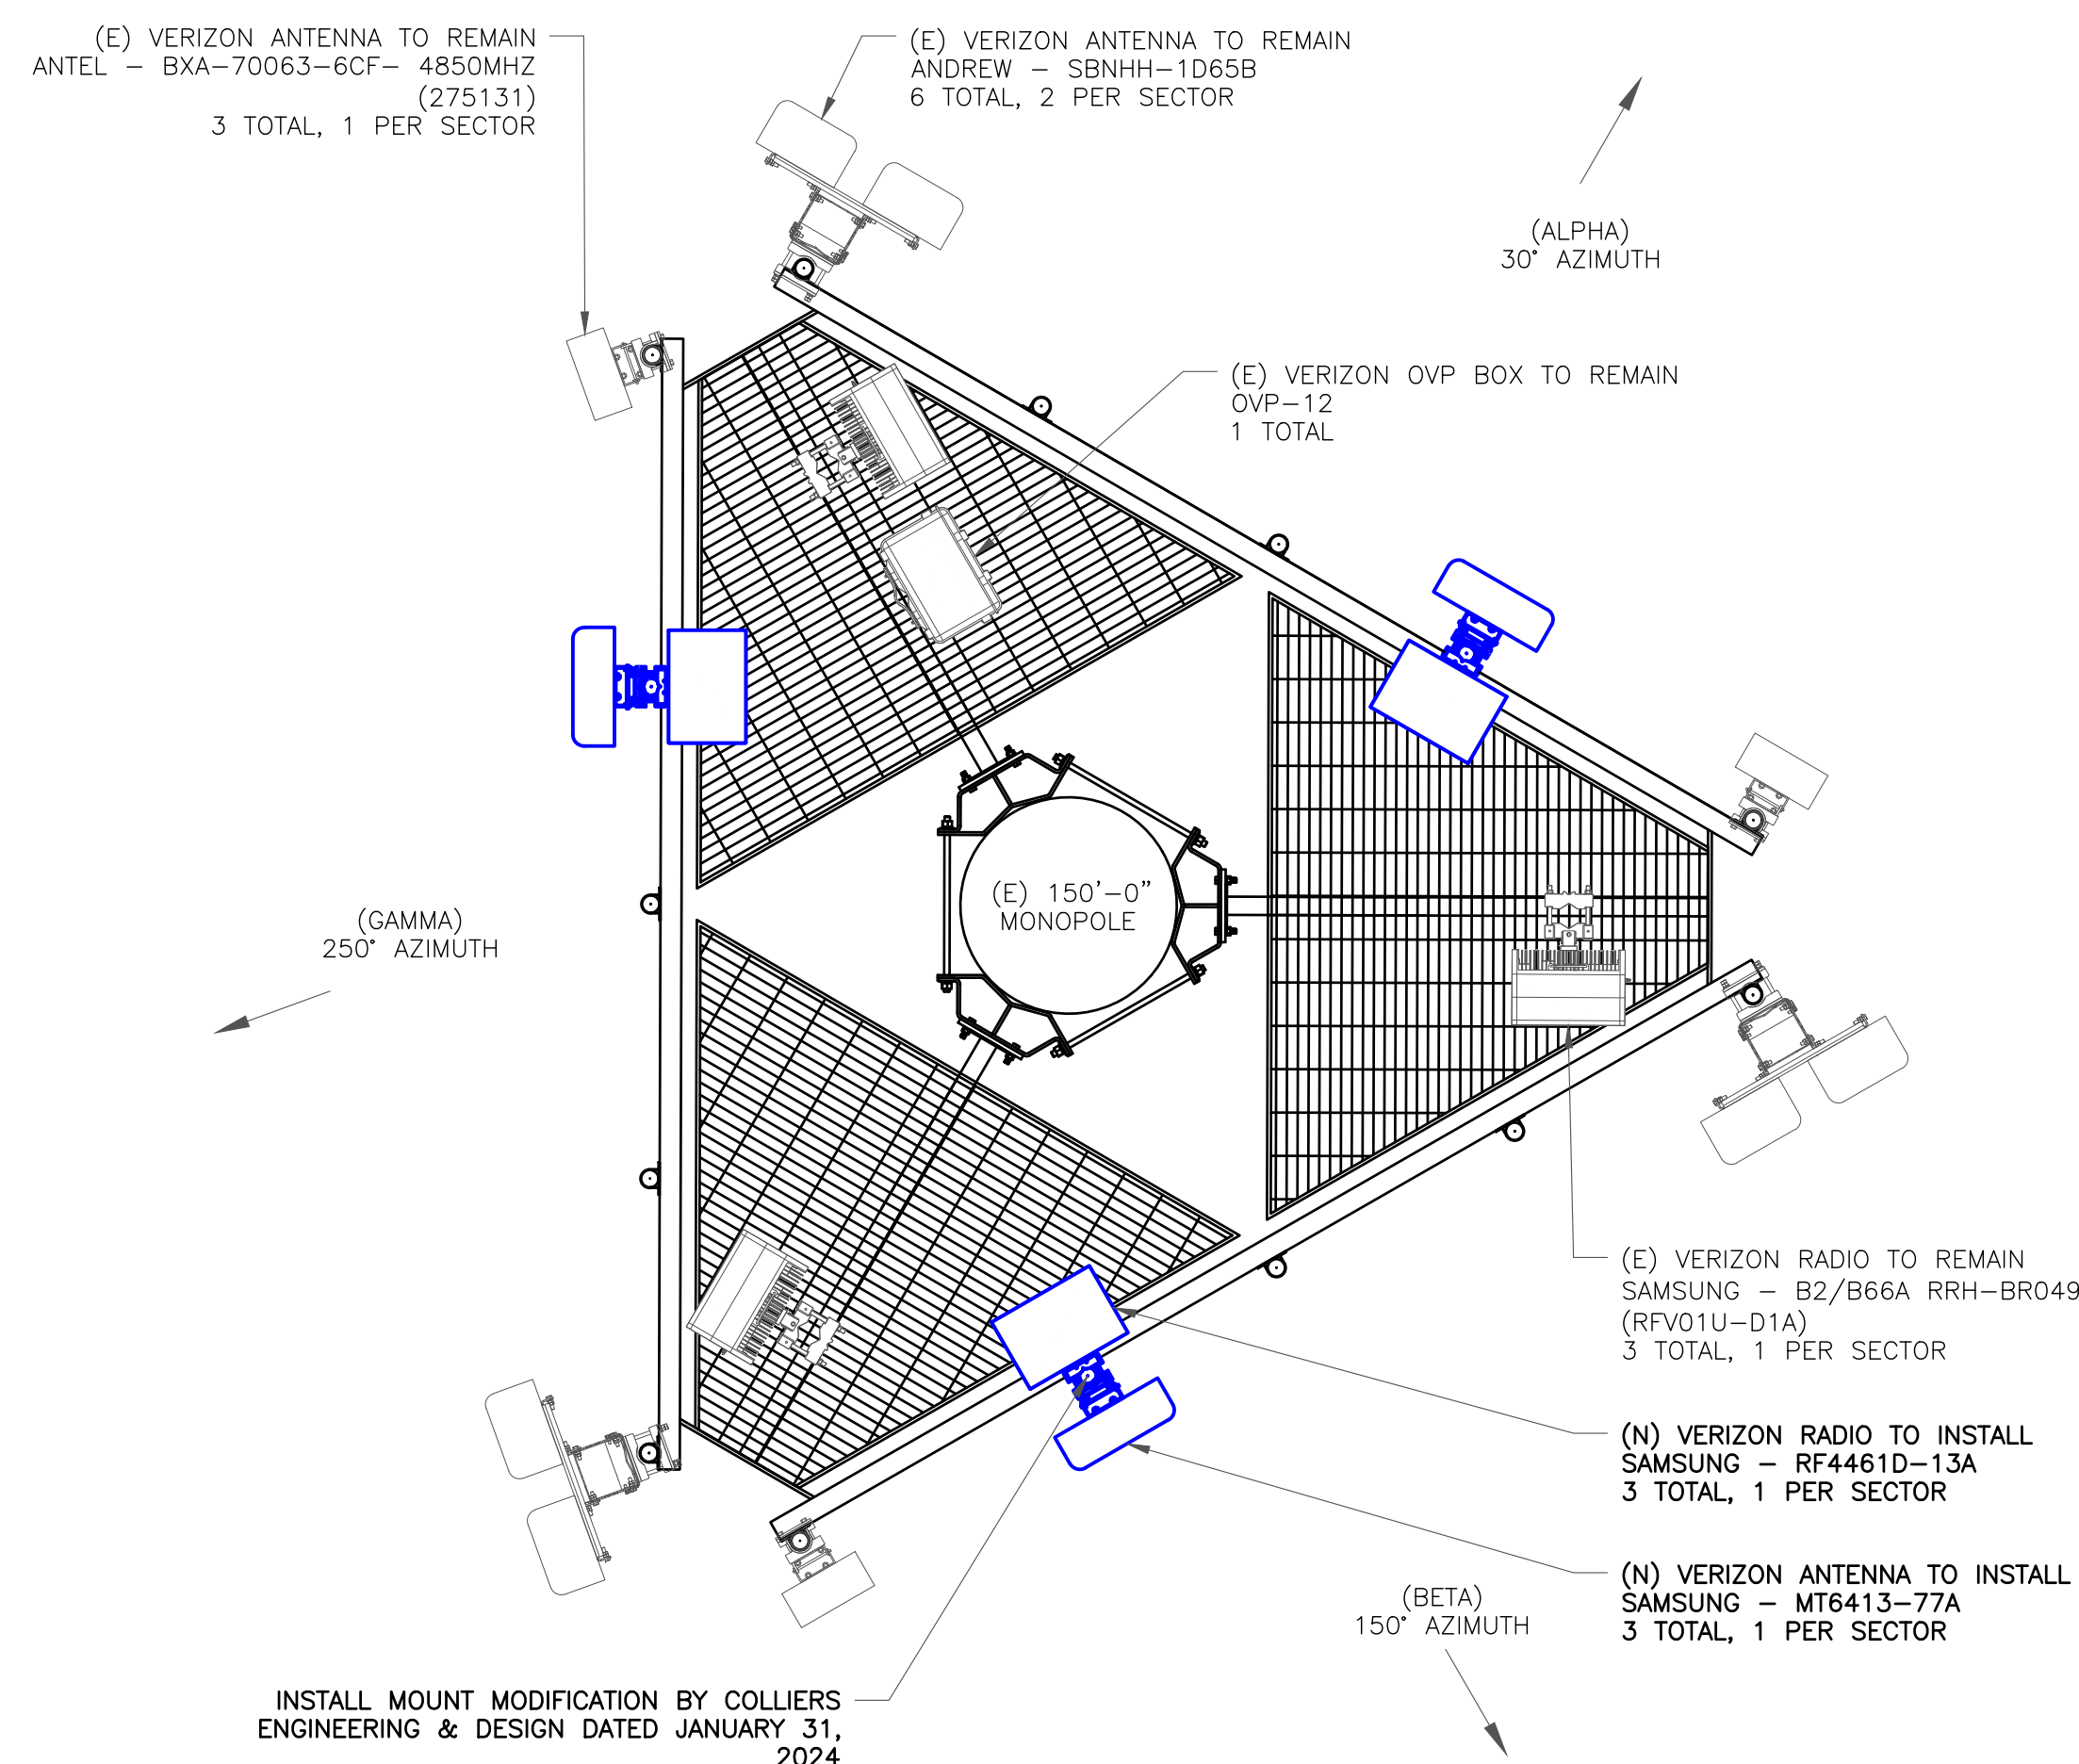 (E) VERIZON ANTENNA TO REMAIN
ANTEL - BXA-70063-6CF- 4850MHZ
(275131)
3 TOTAL, 1 PER SECTOR
(E) VERIZON ANTENNA TO REMAIN
ANDREW - SBNHH-1D65B
6 TOTAL, 2 PER SECTOR
(ALPHA)
30° AZIMUTH
(E) VERIZON OVP BOX TO REMAIN
OVP-12
1 TOTAL
(E) 150'-0"
MONOPOLE
(GAMMA)
250° AZIMUTH
(E) VERIZON RADIO TO REMAIN
SAMSUNG - B2/B66A RRH-BR049
(RFV01U-D1A)
3 TOTAL, 1 PER SECTOR
(N) VERIZON RADIO TO INSTALL
SAMSUNG - RF4461D-13A
3 TOTAL, 1 PER SECTOR
(N) VERIZON ANTENNA TO INSTALL
SAMSUNG - MT6413-77A
3 TOTAL, 1 PER SECTOR
(BETA)
150° AZIMUTH
INSTALL MOUNT MODIFICATION BY COLLIERS
ENGINEERING & DESIGN DATED JANUARY 31,
2024